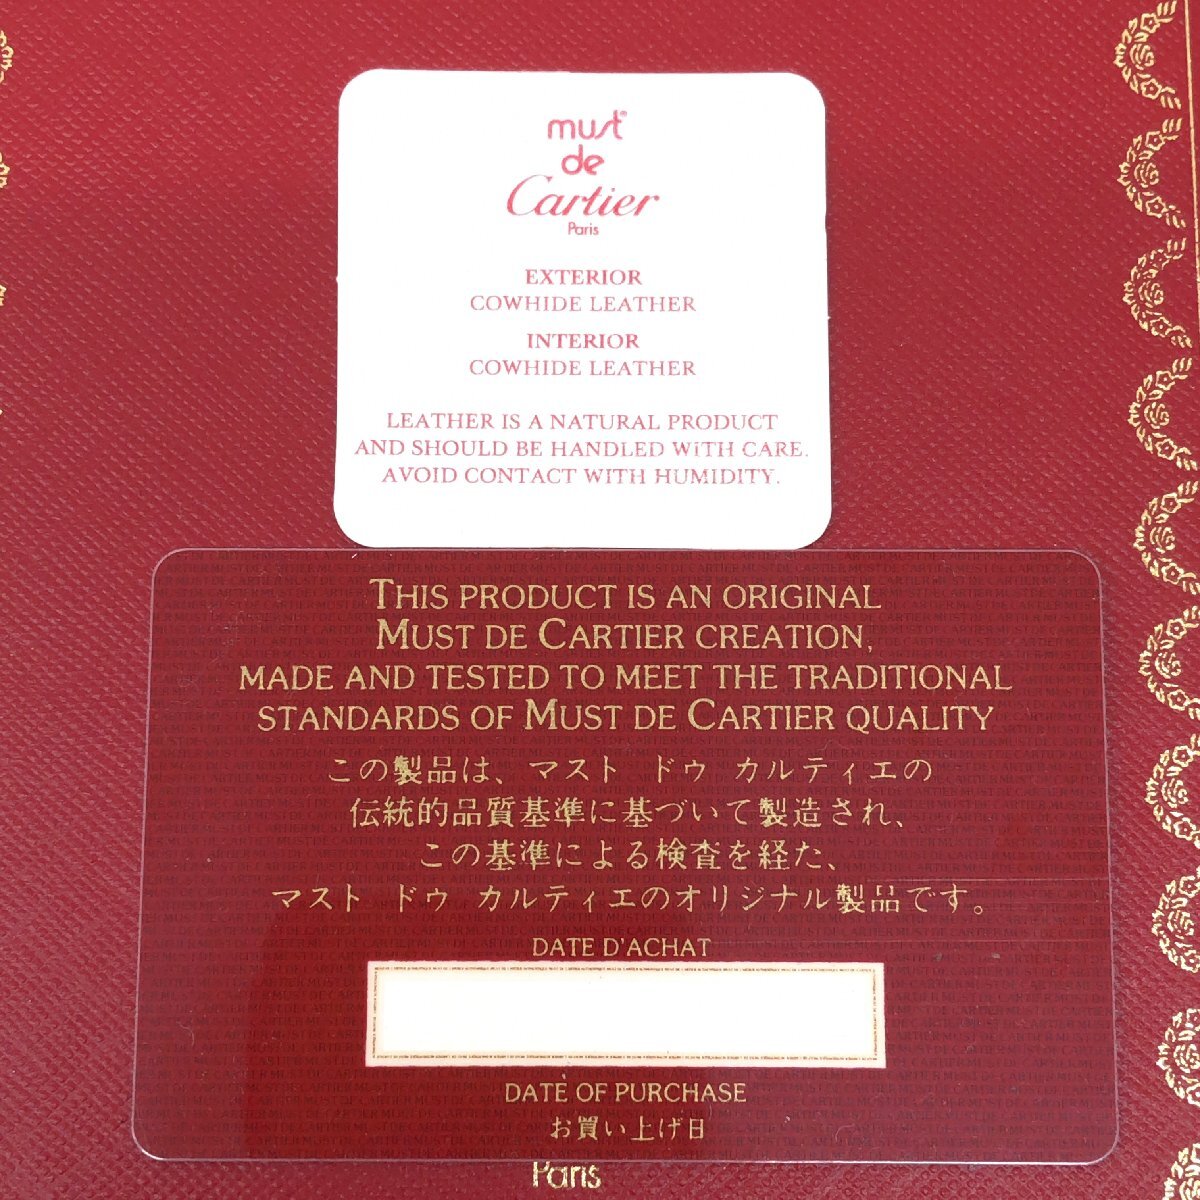 must®
de
Cartier
Paris
EXTERIOR
COWHIDE LEATHER
INTERIOR
COWHIDE LEATHER
LEATHER IS A NATURAL PRODUCT
AND SHOULD BE HANDLED WITH CARE.
AVOID CONTACT WITH HUMIDITY.
THIS PRODUCT IS AN ORIGINAL
MUST DE CARTIER CREATION,
MADE AND TESTED TO MEET THE TRADITIONAL
STANDARDS OF MUST DE CARTIER QUALITY
この製品は、マスト ドゥ カルティエの
伝統的品質基準に基づいて製造され、
この基準による検査を経た、
マスト ドゥ カルティエのオリジナル製品です。
DATE D'ACHAT
DATE OF PURCHASE
お買い上げ日
Paris